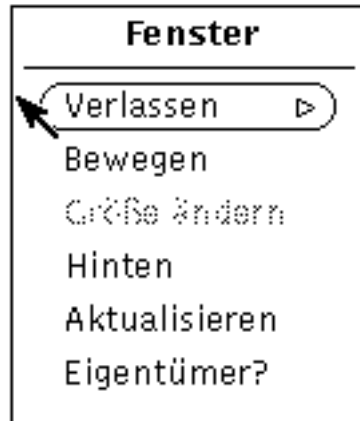 Fenster
Verlassen
Bewegen
Größe ändern
Hinten
Aktualisieren
Eigentümer?